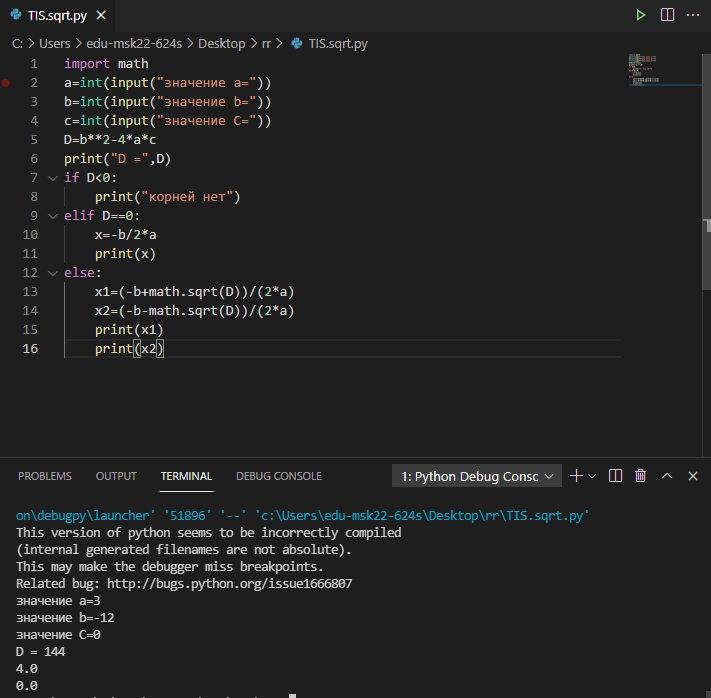 TIS.sqrt.py
C: > Users > edu-msk22-624s > Desktop > rr > TIS.sqrt.py
1 import math
2 a=int(input("значение a="))
3 b=int(input("значение b="))
4 c=int(input("значение C="))
5 D=b**2-4*a*c
6 print("D =",D)
7 if D<0:
8 print("корней нет")
9 elif D==0:
10 x=-b/2*a
11 print(x)
12 else:
13 x1=(-b+math.sqrt(D))/(2*a)
14 x2=(-b-math.sqrt(D))/(2*a)
15 print(x1)
16 print(x2)
PROBLEMS OUTPUT TERMINAL DEBUG CONSOLE 1: Python Debug Consc
on\debugpy\launcher' '51896' '--' 'c:\Users\edu-msk22-624s\Desktop\rr\TIS.sqrt.py'
This version of python seems to be incorrectly compiled
(internal generated filenames are not absolute).
This may make the debugger miss breakpoints.
Related bug: http://bugs.python.org/issue1666807
значение a=3
значение b=-12
значение C=0
D = 144
4.0
0.0